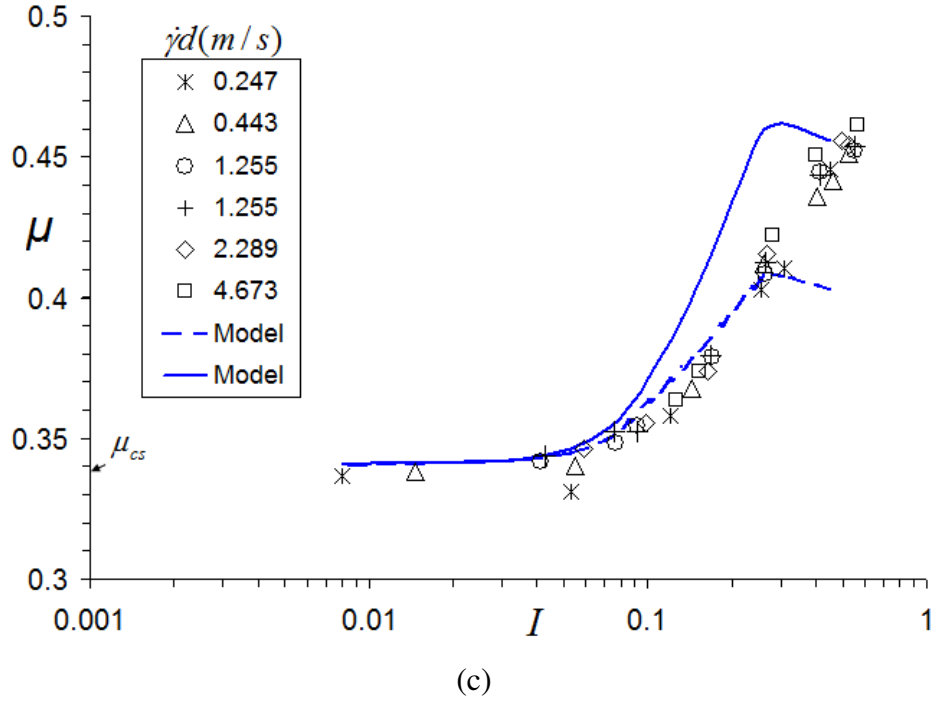 0.5
γ̇d(m / s)
0.247
0.443
1.255
1.255
2.289
4.673
Model
Model
0.45
μ
0.4
0.35
μcs
0.3
0.001
0.01
I
0.1
1
(c)